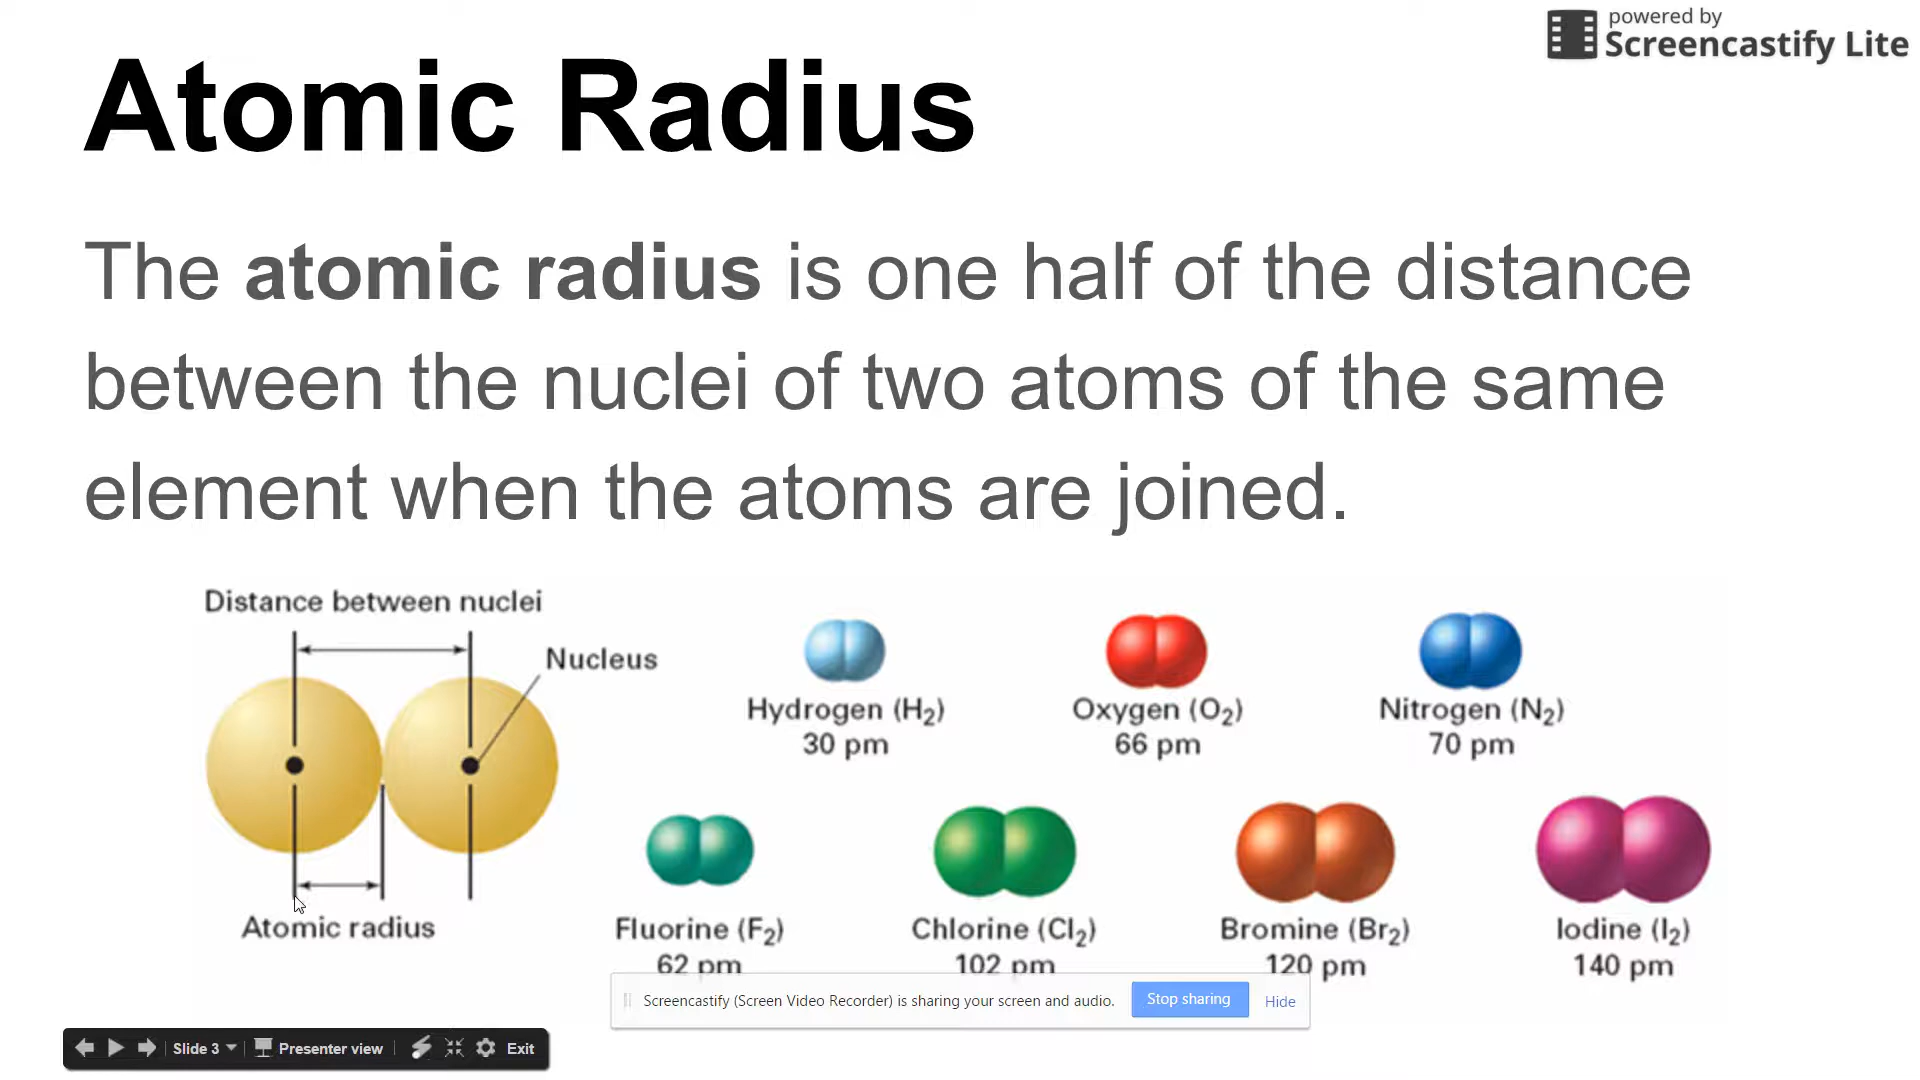 powered by
Screencastify Lite
Atomic Radius
The atomic radius is one half of the distance
between the nuclei of two atoms of the same
element when the atoms are joined.
Distance between nuclei
Nucleus
Atomic radius
Hydrogen (H₂)
30 pm
Oxygen (O₂)
66 pm
Nitrogen (N₂)
70 pm
Fluorine (F₂)
62 pm
Chlorine (Cl₂)
102 pm
Bromine (Br₂)
120 pm
Iodine (I₂)
140 pm
Screencastify (Screen Video Recorder) is sharing your screen and audio. Stop sharing Hide
Slide 3 Presenter view Exit